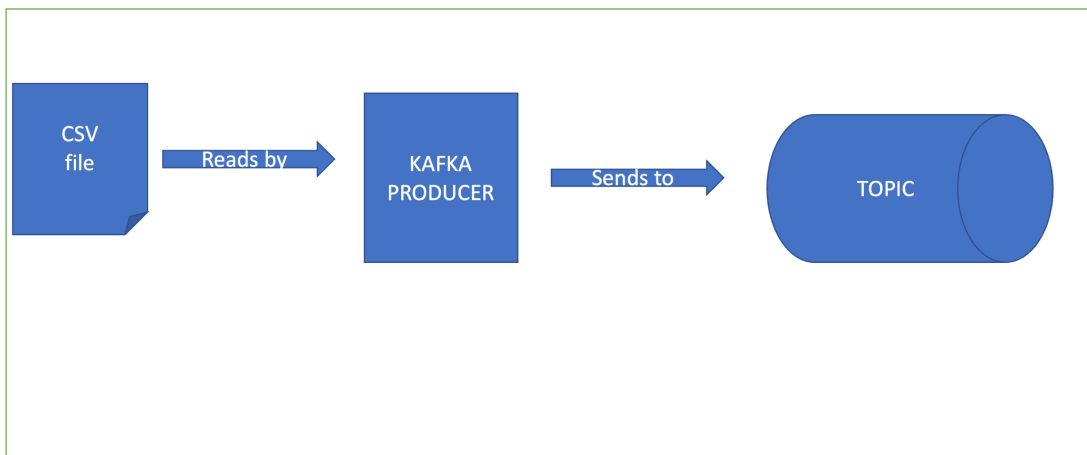 CSV
file
Reads by
KAFKA
PRODUCER
Sends to
TOPIC